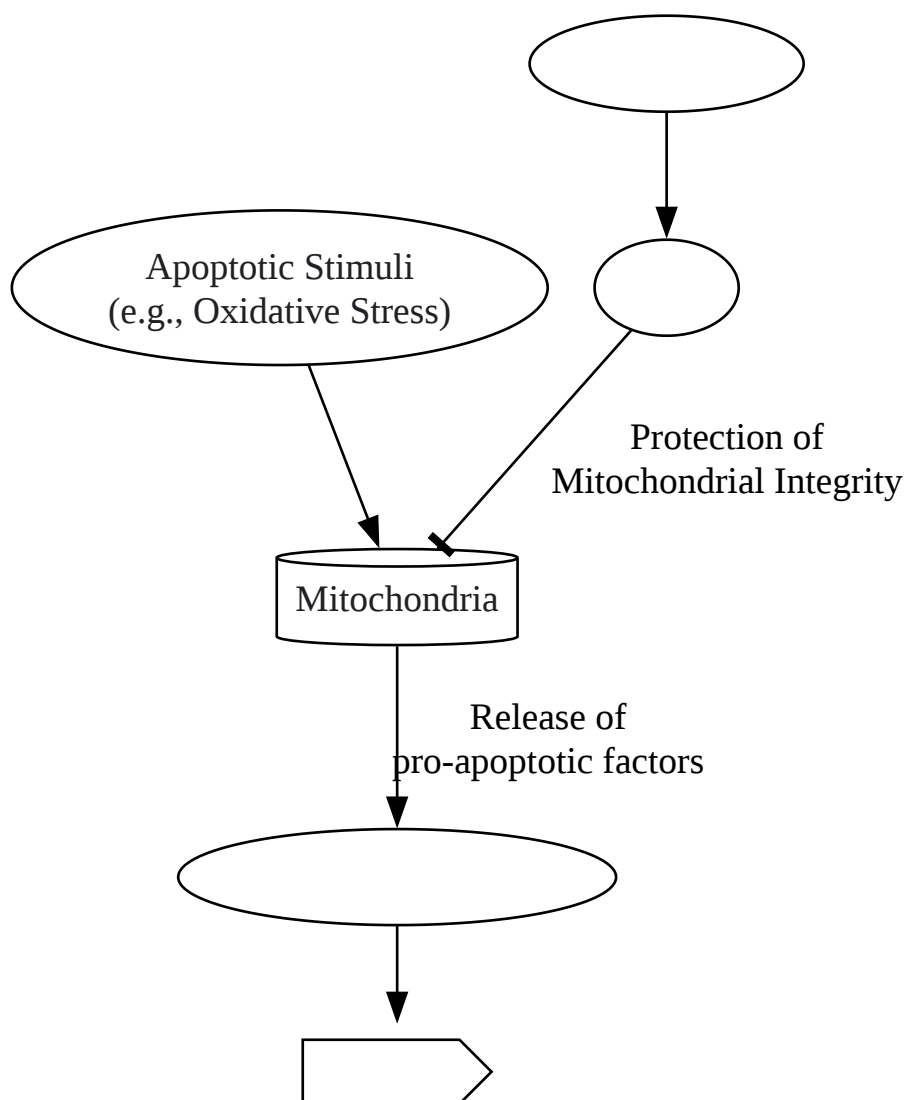 Apoptotic Stimuli
(e.g., Oxidative Stress)
Protection of
Mitochondrial Integrity
Mitochondria
Release of
pro-apoptotic factors